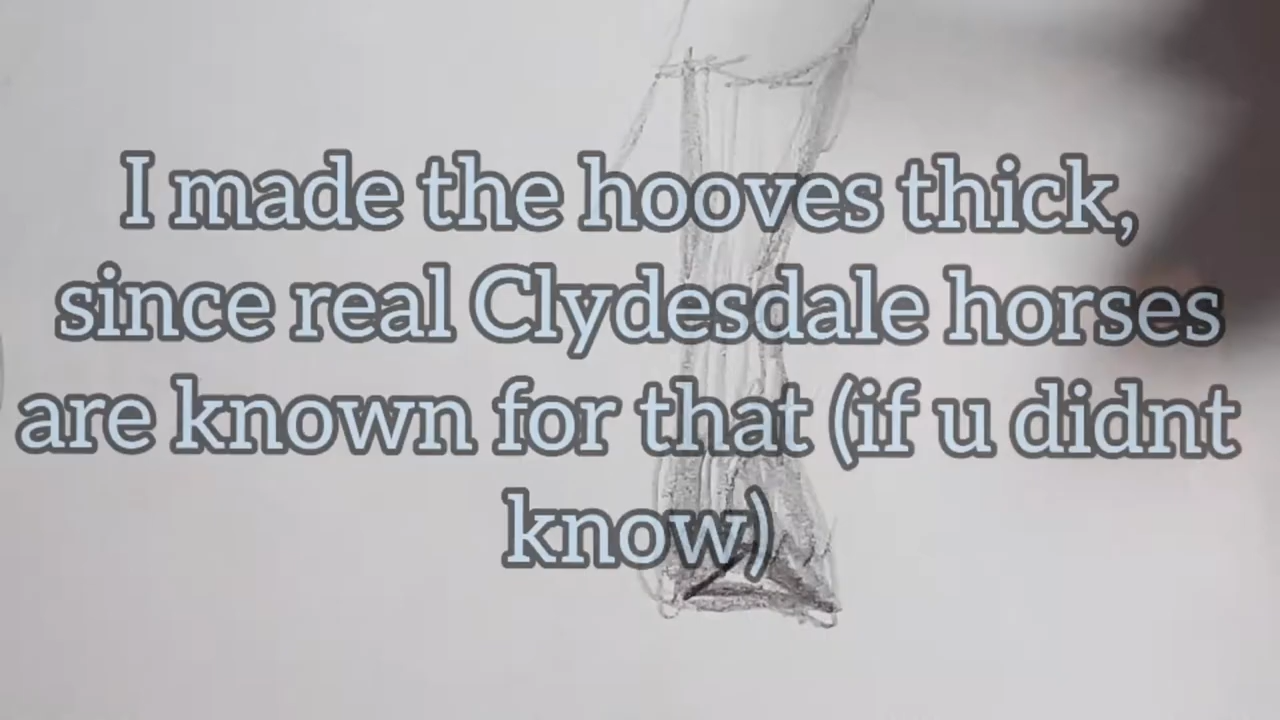 I made the hooves thick,
since real Clydesdale horses
are known for that (if u didnt
know)